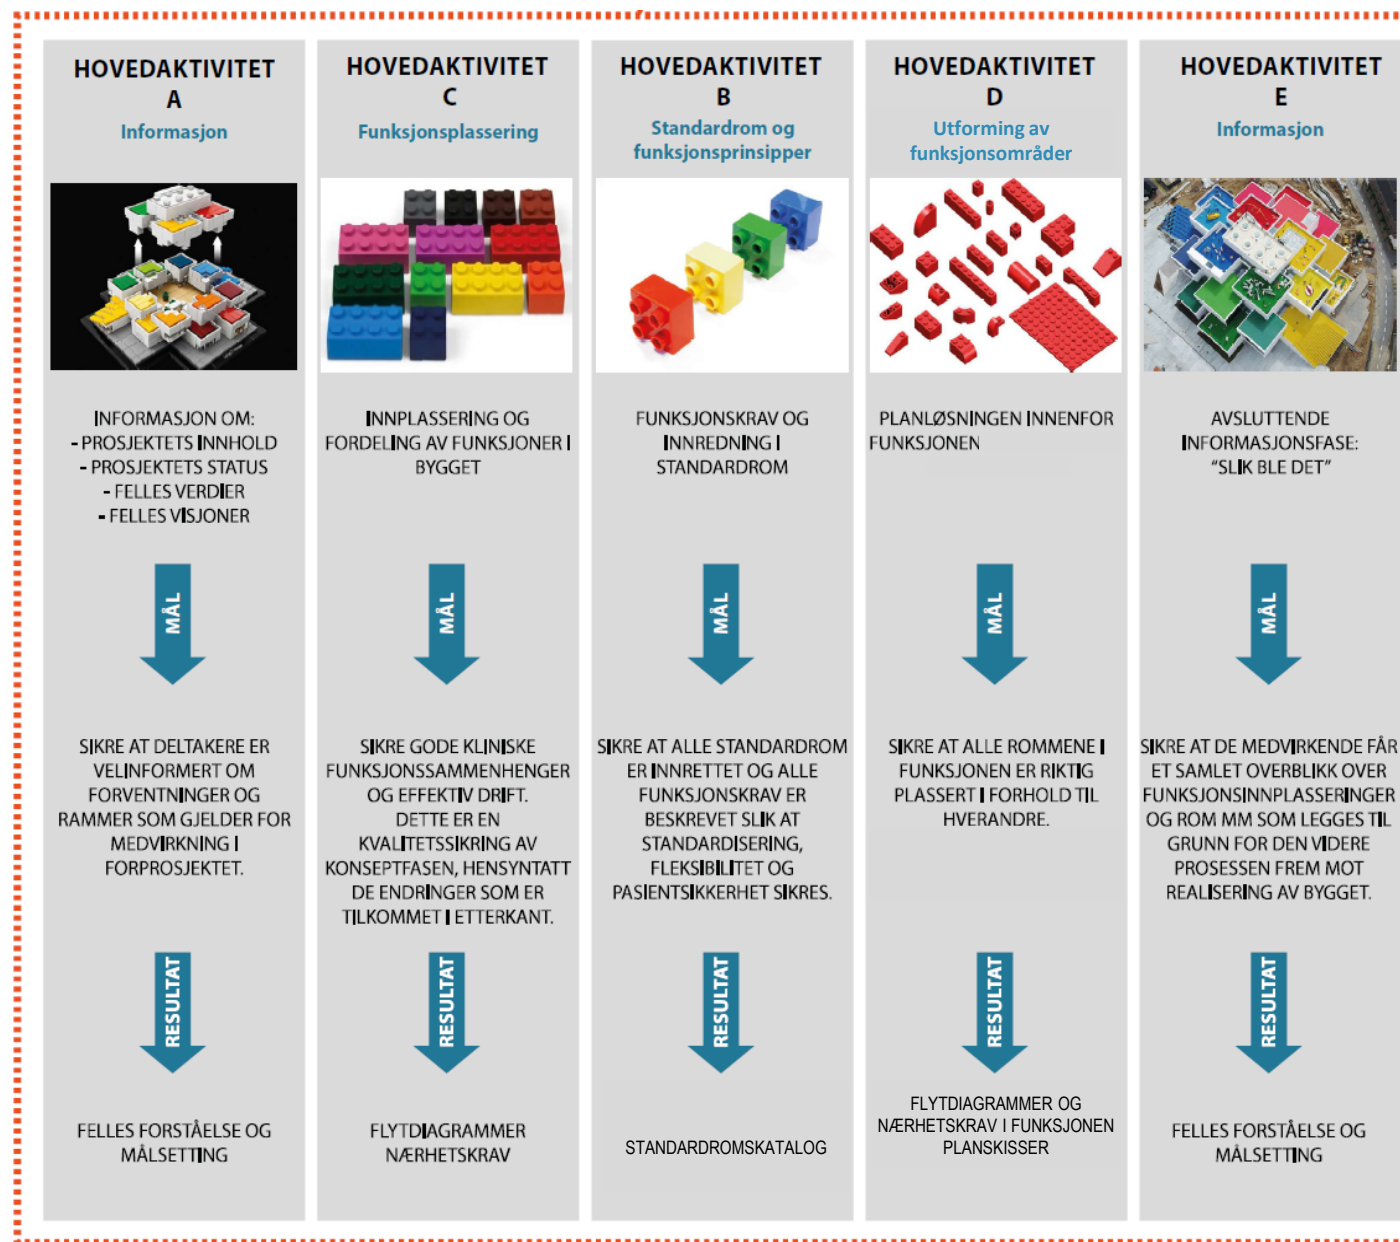 HOVEDAKTIVITET
A
Informasjon
INFORMASJON OM:
- PROSJEKTETS INNHOLD
- PROSJEKTETS STATUS
- FELLES VERDIER
- FELLES VISJONER
MÅL
SIKRE AT DELTAKERE ER
VELINFORMERT OM
FORVENTNINGER OG
RAMMER SOM GJELDER FOR
MEDVIRKNING I
FORPROSJEKTET.
RESULTAT
FELLES FORSTÅELSE OG
MÅLSETTING
HOVEDAKTIVITET
C
Funksjonsplassering
INNPLASSERING OG
FORDELING AV FUNKSJONER I
BYGGET
MÅL
SIKRE GODE KLINISKE
FUNKSJONSSAMMENHENGER
OG EFFEKTIV DRIFT.
DETTE ER EN
KVALITETSSIKRING AV
KONSEPTFASEN, HENSYNTATT
DE ENDRINGER SOM ER
TILKOMMET I ETTERKANT.
RESULTAT
FLYTDIAGRAMMER
NÆRHETSKRAV
HOVEDAKTIVITET
B
Standardrom og
funksjonsprinsipper
FUNKSJONSKRAV OG
INNREDNING I
STANDARDROM
MÅL
SIKRE AT ALLE STANDARDROM
ER INNRETTET OG ALLE
FUNKSJONSKRAV ER
BESKREVET SLIK AT
STANDARDISERING,
FLEKSIBILITET OG
PASIENTSIKKERHET SIKRES.
RESULTAT
STANDARDROMSKATALOG
HOVEDAKTIVITET
D
Utforming av
funksjonsområder
PLANLØSNINGEN INNENFOR
FUNKSJONEN
MÅL
SIKRE AT ALLE ROMMENE I
FUNKSJONEN ER RIKTIG
PLASSERT I FORHOLD TIL
HVERANDRE.
RESULTAT
FLYTDIAGRAMMER OG
NÆRHETSKRAV I FUNKSJONEN
PLANSKISSER
HOVEDAKTIVITET
E
Informasjon
AVSLUTTENDE
INFORMASJONSFASE:
"SLIK BLE DET"
MÅL
SIKRE AT DE MEDVIRKENDE FÅR
ET SAMLET OVERBLIKK OVER
FUNKSJONSINNPLASSERINGER
OG ROM MM SOM LEGGES TIL
GRUNN FOR DEN VIDERE
PROSESSEN FREM MOT
REALISERING AV BYGGET.
RESULTAT
FELLES FORSTÅELSE OG
MÅLSETTING